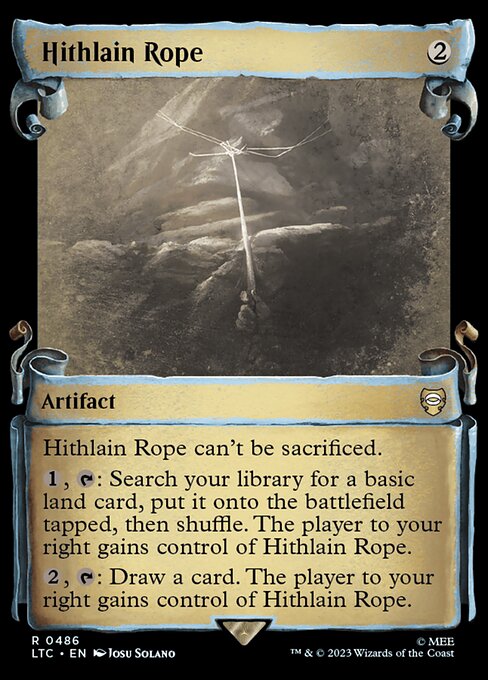 Hithlain Rope 2
Artifact
Hithlain Rope can't be sacrificed.
1, : Search your library for a basic
land card, put it onto the battlefield
tapped, then shuffle. The player to your
right gains control of Hithlain Rope.
2, : Draw a card. The player to your
right gains control of Hithlain Rope.
R 0486 © MEE
LTC • EN Josu Solano ™ & © 2023 Wizards of the Coast